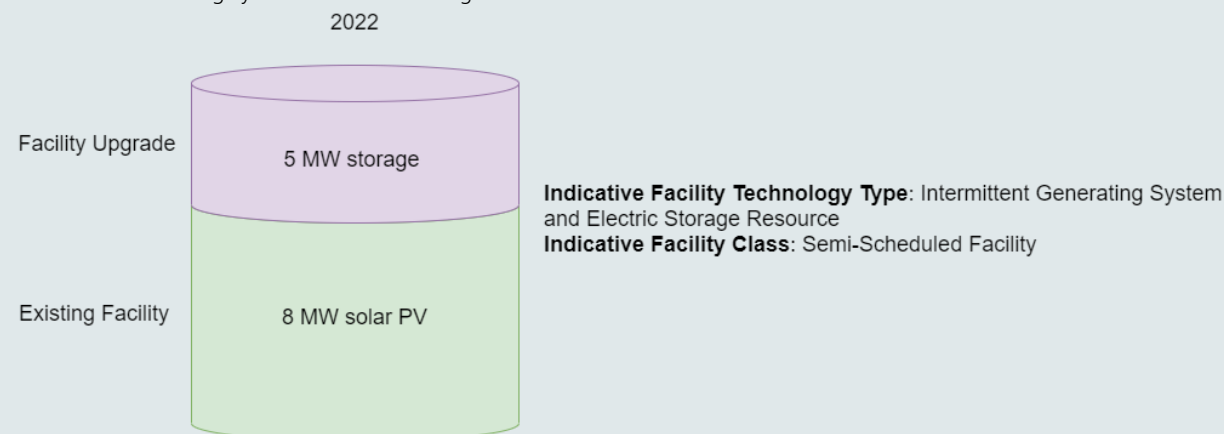 2022
Facility Upgrade
5 MW storage
Indicative Facility Technology Type: Intermittent Generating System
and Electric Storage Resource
Indicative Facility Class: Semi-Scheduled Facility
Existing Facility
8 MW solar PV